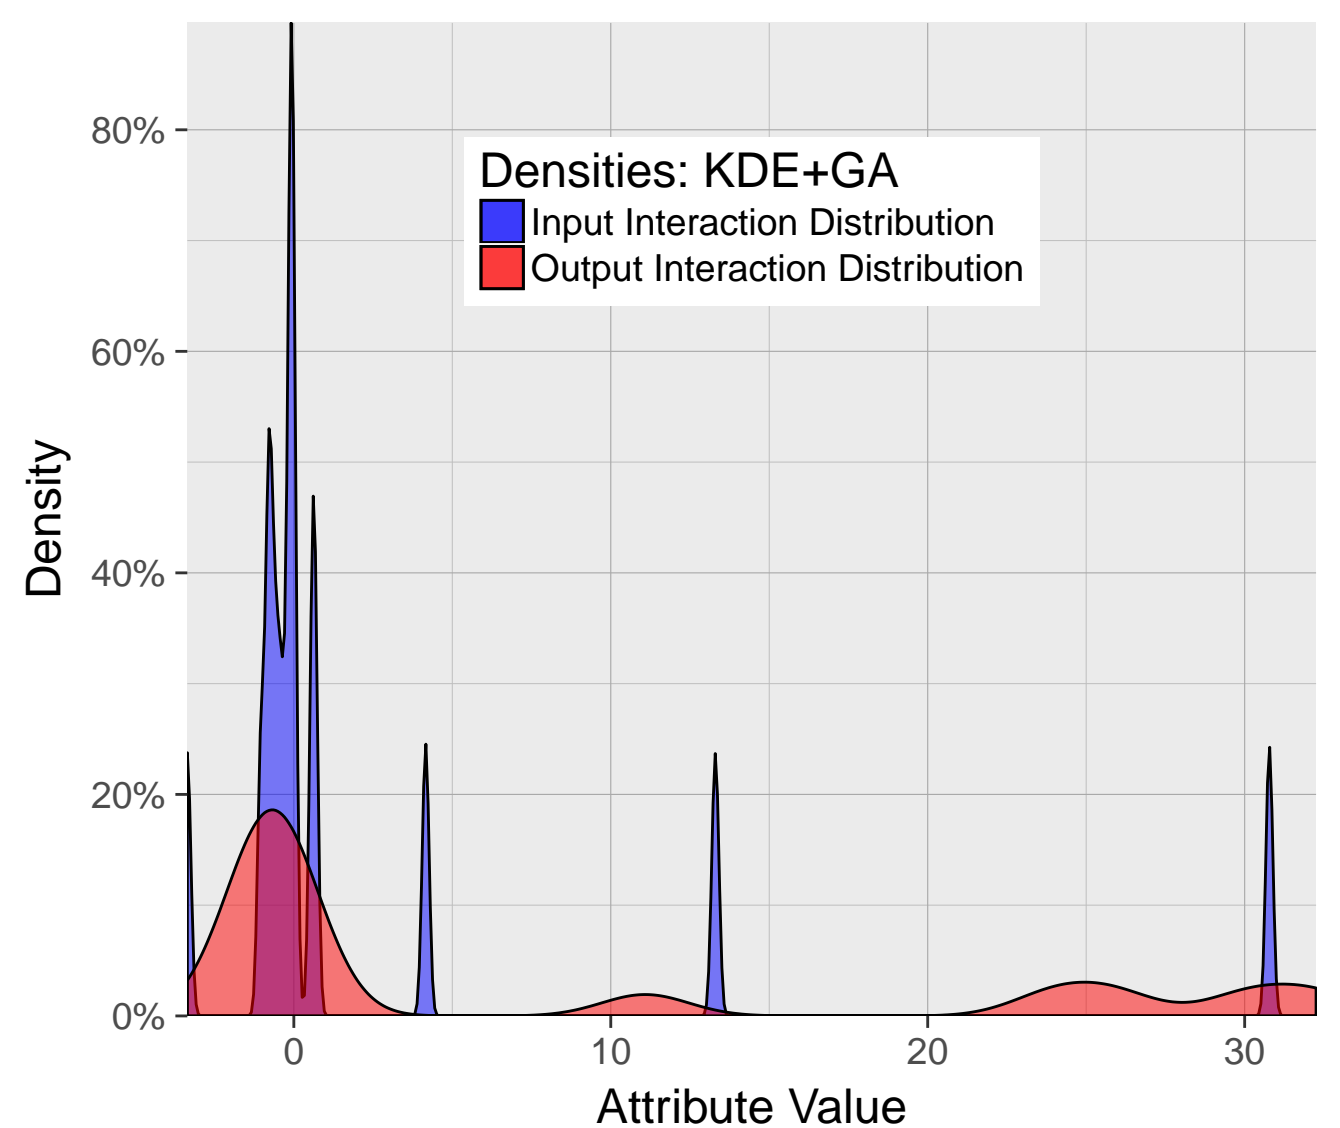 Densities: KDE+GA
Input Interaction Distribution
Output Interaction Distribution
80%
60%
40%
20%
0%
Density
0 10 20 30
Attribute Value